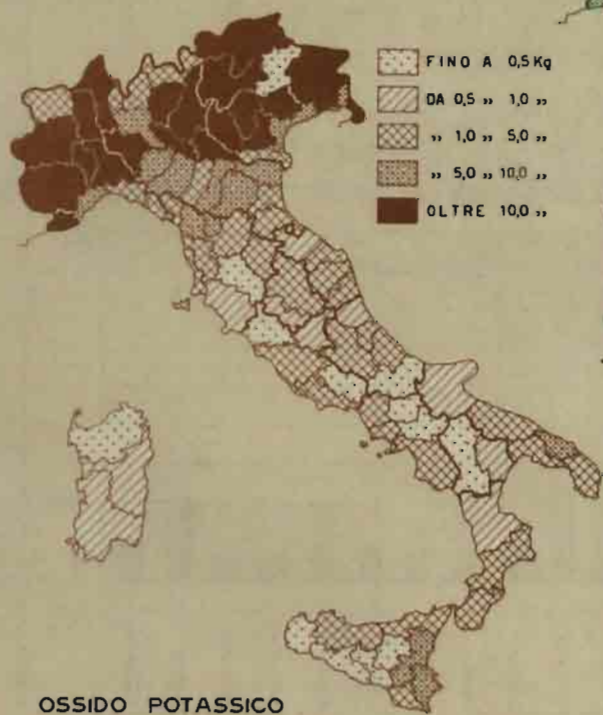 FINO A 0,5 Kg
DA 0,5 „ 1,0 „
„ 1,0 „ 5,0 „
„ 5,0 „ 10,0 „
OLTRE 10,0 „
OSSIDO POTASSICO